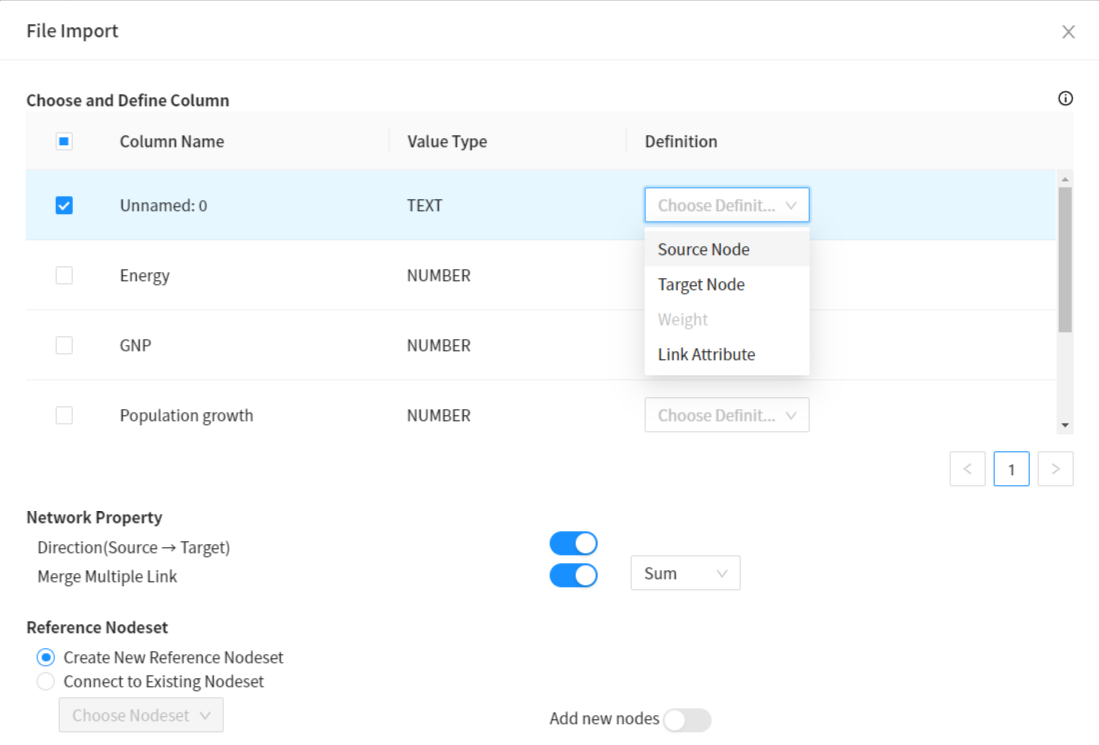 File Import
Choose and Define Column
Column Name Value Type Definition
Unnamed: 0 TEXT Choose Definit...
Source Node
Energy NUMBER
Target Node
Weight
GNP NUMBER
Link Attribute
Population growth NUMBER Choose Definit...
< 1 >
Network Property
Direction(Source → Target)
Merge Multiple Link Sum
Reference Nodeset
Create New Reference Nodeset
Connect to Existing Nodeset
Choose Nodeset Add new nodes